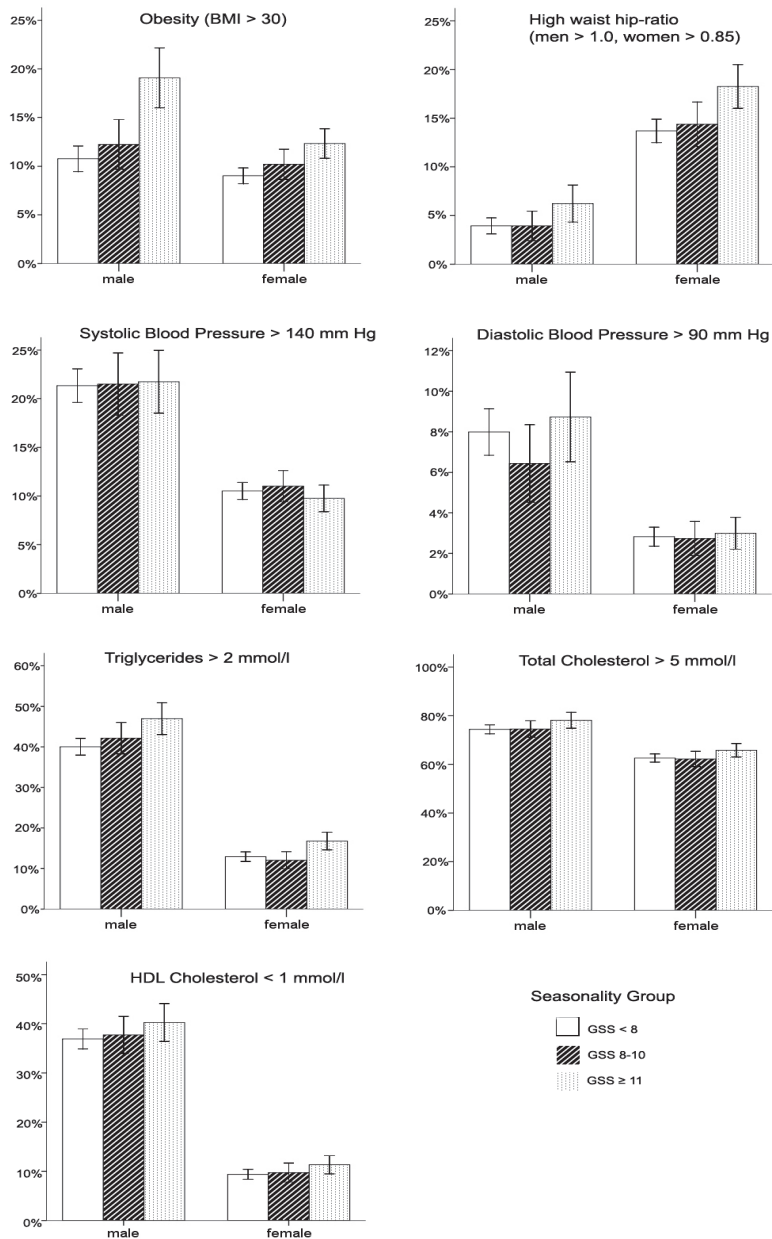 Obesity (BMI > 30)
25%
20%
15%
10%
5%
0%
male
female
High waist hip-ratio
(men > 1.0, women > 0.85)
25%
20%
15%
10%
5%
0%
male
female
Systolic Blood Pressure > 140 mm Hg
25%
20%
15%
10%
5%
0%
male
female
Diastolic Blood Pressure > 90 mm Hg
12%
10%
8%
6%
4%
2%
0%
male
female
Triglycerides > 2 mmol/l
60%
50%
40%
30%
20%
10%
0%
male
female
Total Cholesterol > 5 mmol/l
100%
80%
60%
40%
20%
0%
male
female
HDL Cholesterol < 1 mmol/l
50%
40%
30%
20%
10%
0%
male
female
Seasonality Group
GSS < 8
GSS 8-10
GSS ≥ 11